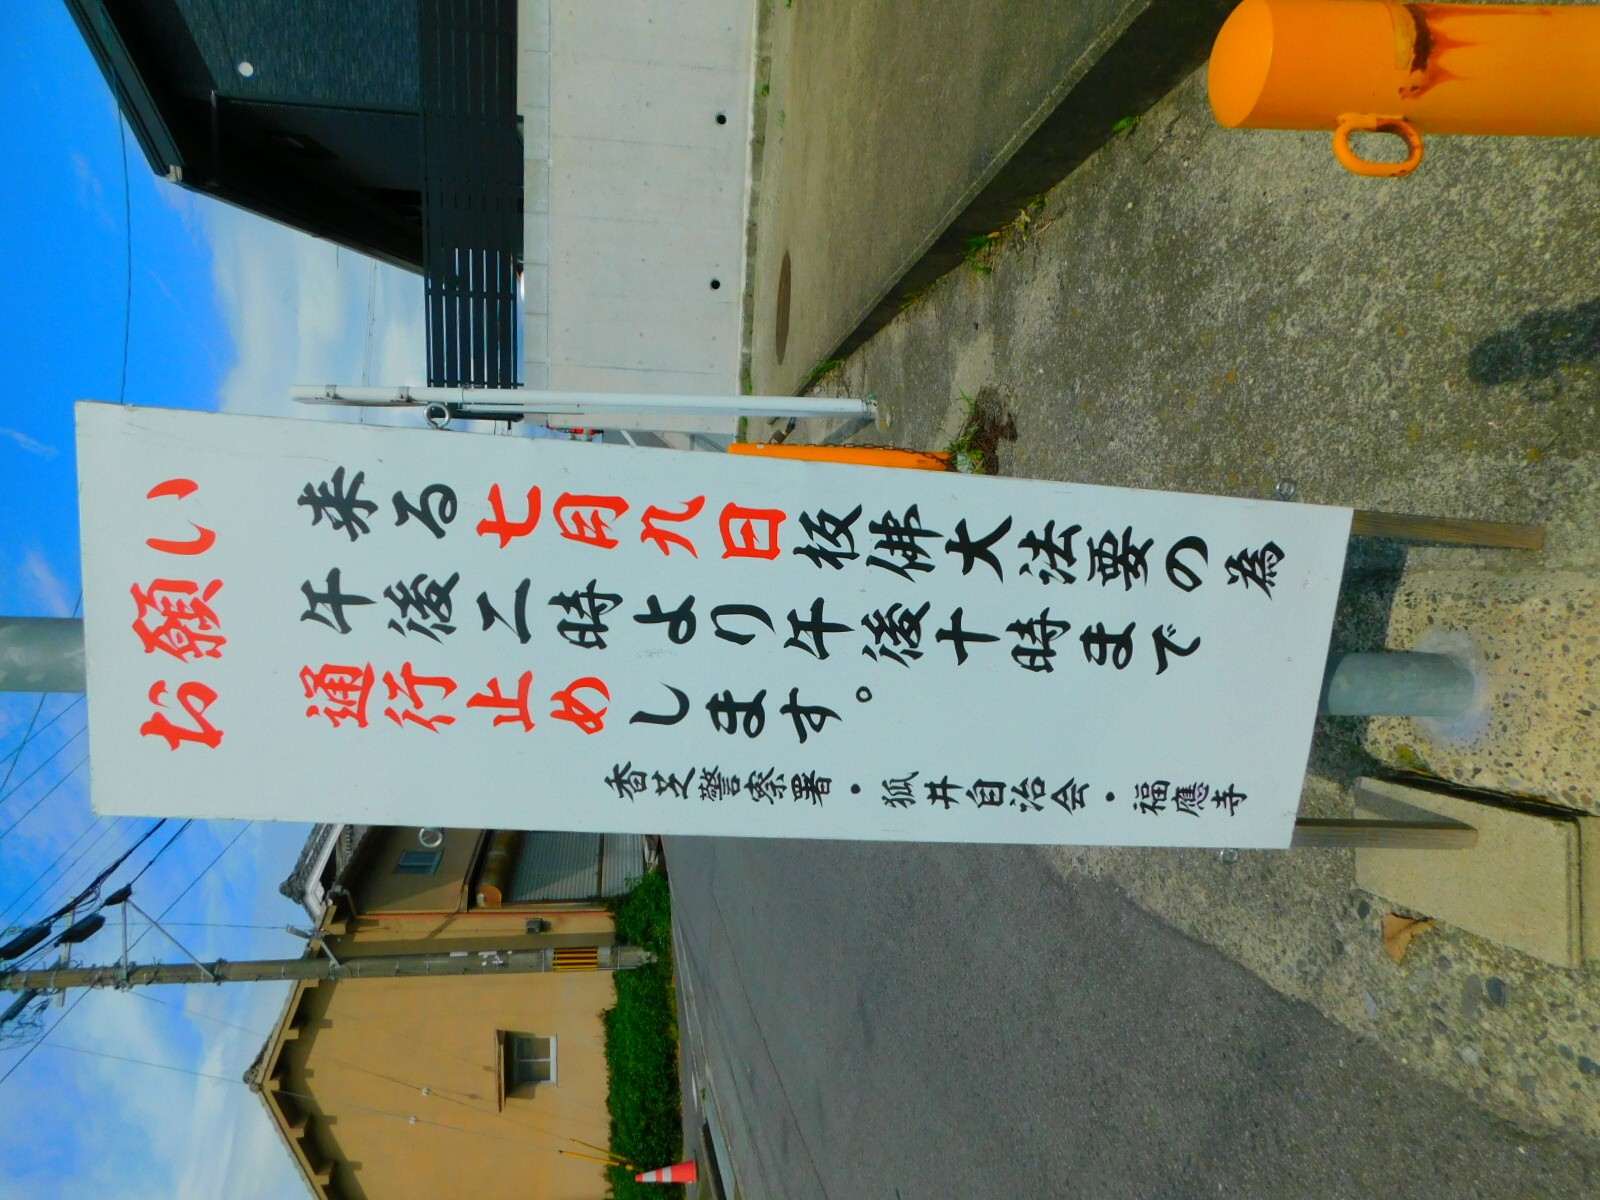 お願い
来る七月九日板佛大法要の為
午後二時より午後十時まで
通行止めします。
香芝警察署・狐井自治会・福應寺